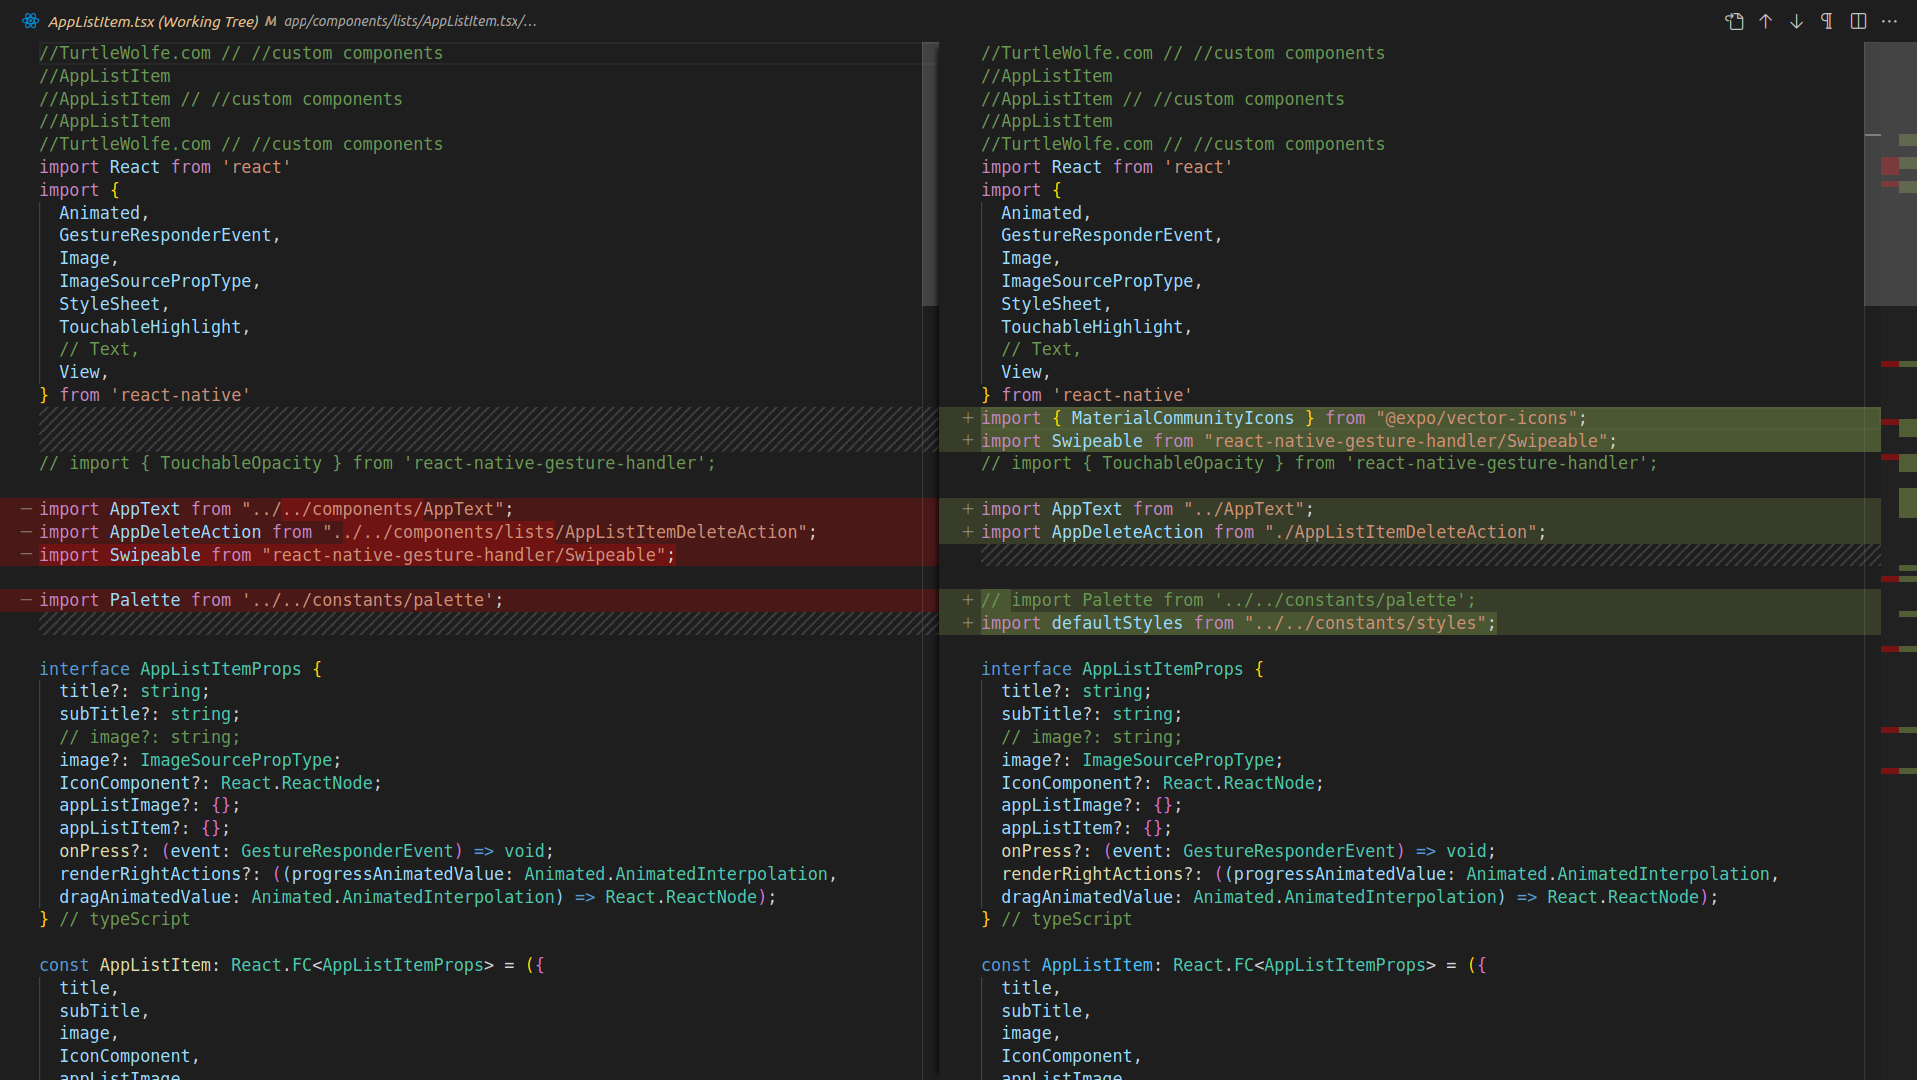 AppListItem.tsx (Working Tree) M app/components/lists/AppListItem.tsx/...
//TurtleWolfe.com // //custom components
//AppListItem
//AppListItem // //custom components
//AppListItem
//TurtleWolfe.com // //custom components
import React from 'react'
import {
  Animated,
  GestureResponderEvent,
  Image,
  ImageSourcePropType,
  StyleSheet,
  TouchableHighlight,
  // Text,
  View,
} from 'react-native'
// import { TouchableOpacity } from 'react-native-gesture-handler';
— import AppText from "../../components/AppText";
— import AppDeleteAction from "../../components/lists/AppListItemDeleteAction";
— import Swipeable from "react-native-gesture-handler/Swipeable";
— import Palette from '../../constants/palette';
interface AppListItemProps {
  title?: string;
  subTitle?: string;
  // image?: string;
  image?: ImageSourcePropType;
  IconComponent?: React.ReactNode;
  appListImage?: {};
  appListItem?: {};
  onPress?: (event: GestureResponderEvent) => void;
  renderRightActions?: ((progressAnimatedValue: Animated.AnimatedInterpolation,
  dragAnimatedValue: Animated.AnimatedInterpolation) => React.ReactNode);
} // typeScript
const AppListItem: React.FC<AppListItemProps> = ({
  title,
  subTitle,
  image,
  IconComponent,
  appListImage
//TurtleWolfe.com // //custom components
//AppListItem
//AppListItem // //custom components
//AppListItem
//TurtleWolfe.com // //custom components
import React from 'react'
import {
  Animated,
  GestureResponderEvent,
  Image,
  ImageSourcePropType,
  StyleSheet,
  TouchableHighlight,
  // Text,
  View,
} from 'react-native'
+ import { MaterialCommunityIcons } from "@expo/vector-icons";
+ import Swipeable from "react-native-gesture-handler/Swipeable";
// import { TouchableOpacity } from 'react-native-gesture-handler';
+ import AppText from "../AppText";
+ import AppDeleteAction from "./AppListItemDeleteAction";
+ // import Palette from '../../constants/palette';
+ import defaultStyles from "../../constants/styles";
interface AppListItemProps {
  title?: string;
  subTitle?: string;
  // image?: string;
  image?: ImageSourcePropType;
  IconComponent?: React.ReactNode;
  appListImage?: {};
  appListItem?: {};
  onPress?: (event: GestureResponderEvent) => void;
  renderRightActions?: ((progressAnimatedValue: Animated.AnimatedInterpolation,
  dragAnimatedValue: Animated.AnimatedInterpolation) => React.ReactNode);
} // typeScript
const AppListItem: React.FC<AppListItemProps> = ({
  title,
  subTitle,
  image,
  IconComponent,
  appListImage